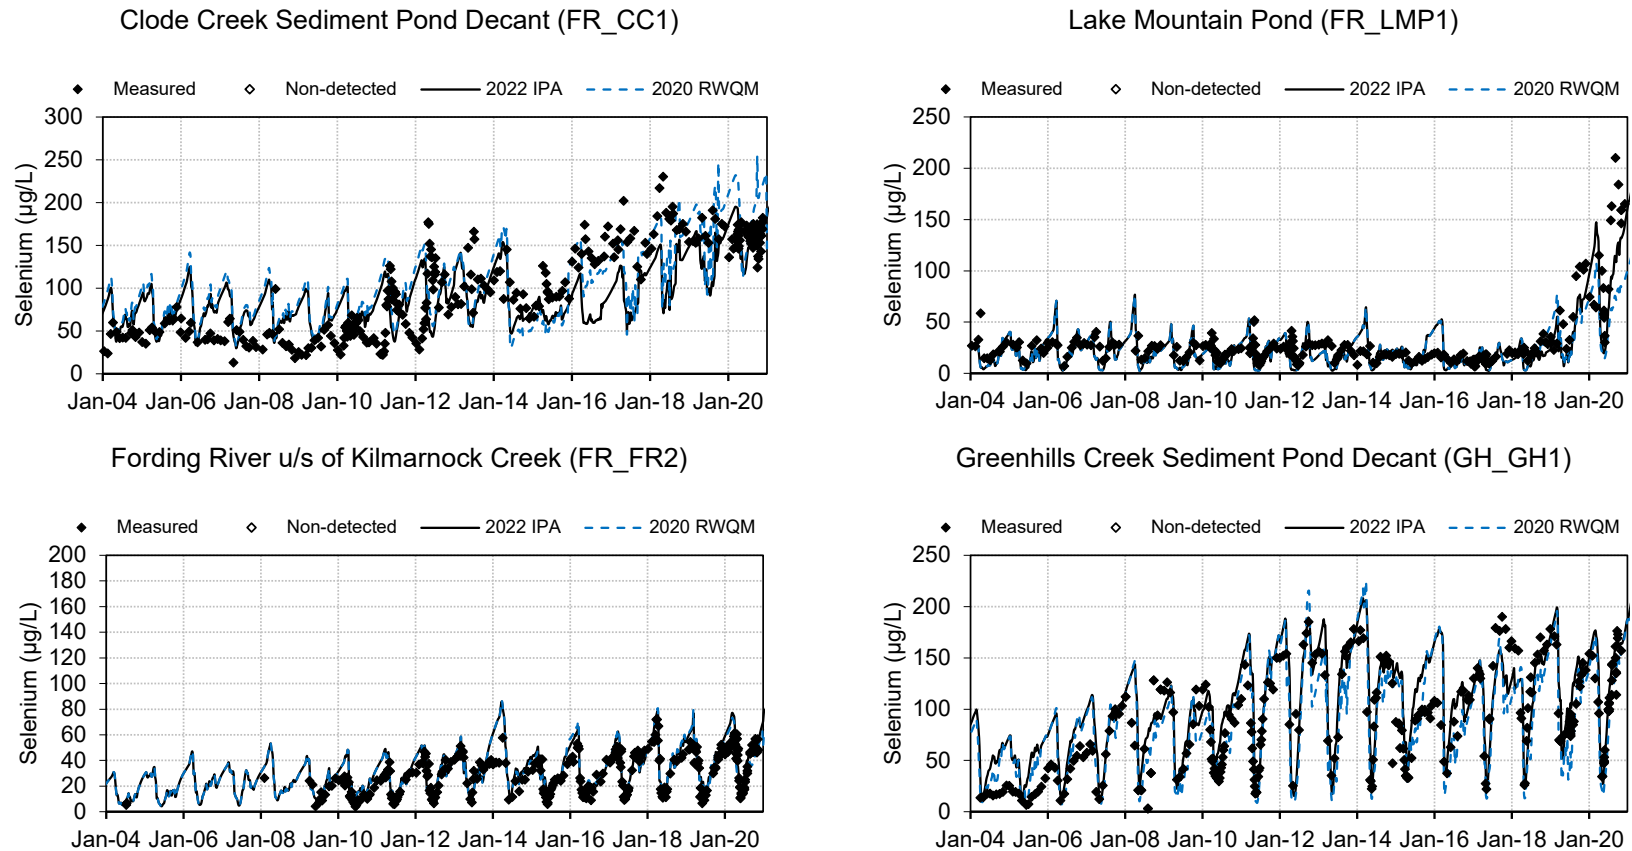 Clode Creek Sediment Pond Decant (FR_CC1)
Measured Non-detected 2022 IPA 2020 RWQM
300
250
200
150
100
50
0
Selenium (µg/L)
Jan-04 Jan-06 Jan-08 Jan-10 Jan-12 Jan-14 Jan-16 Jan-18 Jan-20
Lake Mountain Pond (FR_LMP1)
Measured Non-detected 2022 IPA 2020 RWQM
250
200
150
100
50
0
Selenium (µg/L)
Jan-04 Jan-06 Jan-08 Jan-10 Jan-12 Jan-14 Jan-16 Jan-18 Jan-20
Fording River u/s of Kilmarnock Creek (FR_FR2)
Measured Non-detected 2022 IPA 2020 RWQM
200
180
160
140
120
100
80
60
40
20
0
Selenium (µg/L)
Jan-04 Jan-06 Jan-08 Jan-10 Jan-12 Jan-14 Jan-16 Jan-18 Jan-20
Greenhills Creek Sediment Pond Decant (GH_GH1)
Measured Non-detected 2022 IPA 2020 RWQM
250
200
150
100
50
0
Selenium (µg/L)
Jan-04 Jan-06 Jan-08 Jan-10 Jan-12 Jan-14 Jan-16 Jan-18 Jan-20